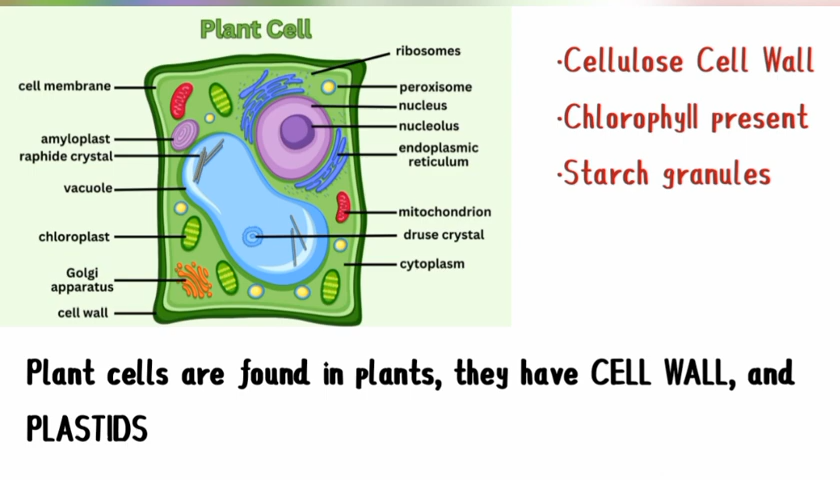 Plant Cell
cell membrane
amyloplast
raphide crystal
vacuole
chloroplast
Golgi
apparatus
cell wall
ribosomes
peroxisome
nucleus
nucleolus
endoplasmic
reticulum
mitochondrion
druse crystal
cytoplasm
·Cellulose Cell Wall
·Chlorophyll present
·Starch granules
Plant cells are found in plants, they have CELL WALL, and
PLASTIDS